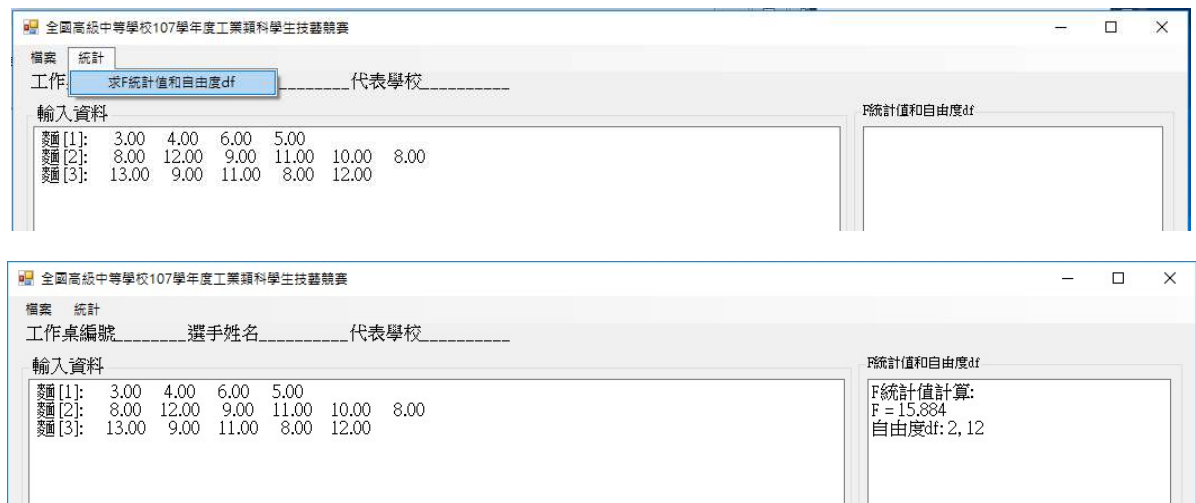 全國高級中等學校107學年度工業類科學生技藝競賽
檔案 統計
工作 求F統計值和自由度df ________代表學校__________
輸入資料 F統計值和自由度df
麵[1]: 3.00 4.00 6.00 5.00
麵[2]: 8.00 12.00 9.00 11.00 10.00 8.00
麵[3]: 13.00 9.00 11.00 8.00 12.00
全國高級中等學校107學年度工業類科學生技藝競賽
檔案 統計
工作桌編號________選手姓名__________代表學校__________
輸入資料 F統計值和自由度df
麵[1]: 3.00 4.00 6.00 5.00
麵[2]: 8.00 12.00 9.00 11.00 10.00 8.00
麵[3]: 13.00 9.00 11.00 8.00 12.00
F統計值計算:
F = 15.884
自由度df: 2, 12